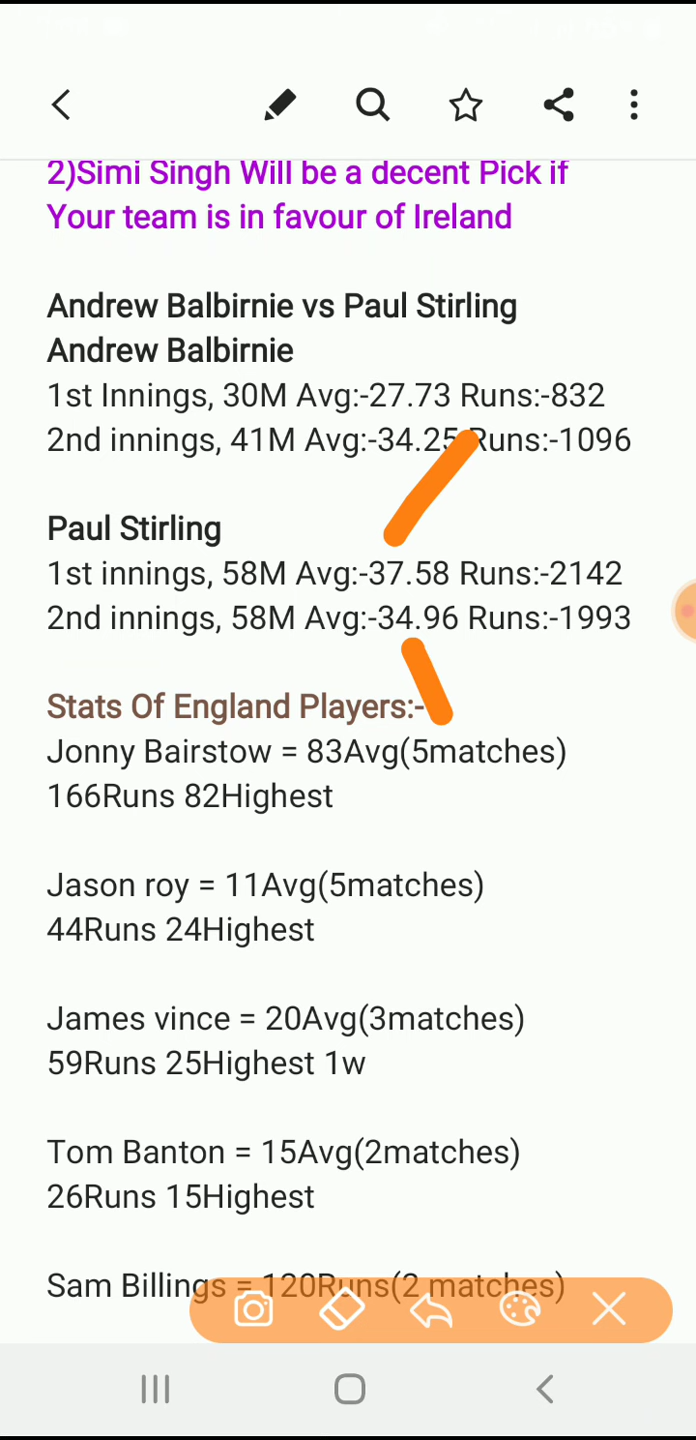 2)Simi Singh Will be a decent Pick if
Your team is in favour of Ireland
Andrew Balbirnie vs Paul Stirling
Andrew Balbirnie
1st Innings, 30M Avg:-27.73 Runs:-832
2nd innings, 41M Avg:-34.25 Runs:-1096
Paul Stirling
1st innings, 58M Avg:-37.58 Runs:-2142
2nd innings, 58M Avg:-34.96 Runs:-1993
Stats Of England Players:-
Jonny Bairstow = 83Avg(5matches)
166Runs 82Highest
Jason roy = 11Avg(5matches)
44Runs 24Highest
James vince = 20Avg(3matches)
59Runs 25Highest 1w
Tom Banton = 15Avg(2matches)
26Runs 15Highest
Sam Billings = 120Runs(2 matches)